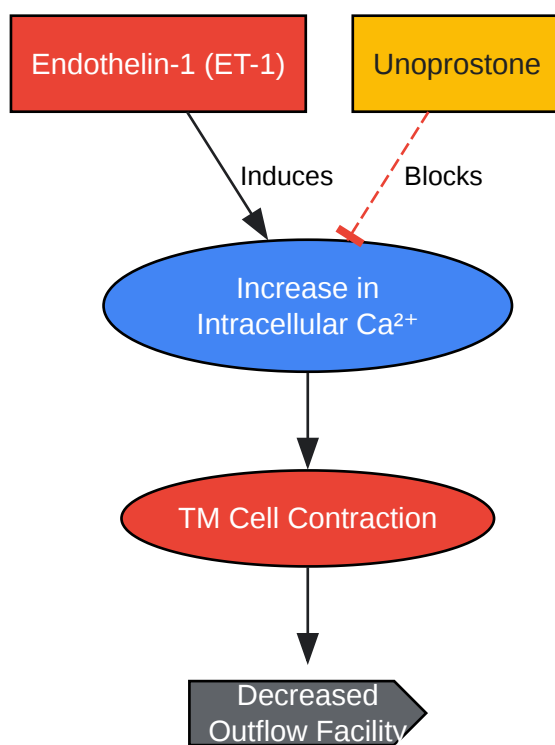 Endothelin-1 (ET-1)
Unoprostone
Induces
Blocks
Increase in
Intracellular Ca²⁺
TM Cell Contraction
Decreased
Outflow Facility